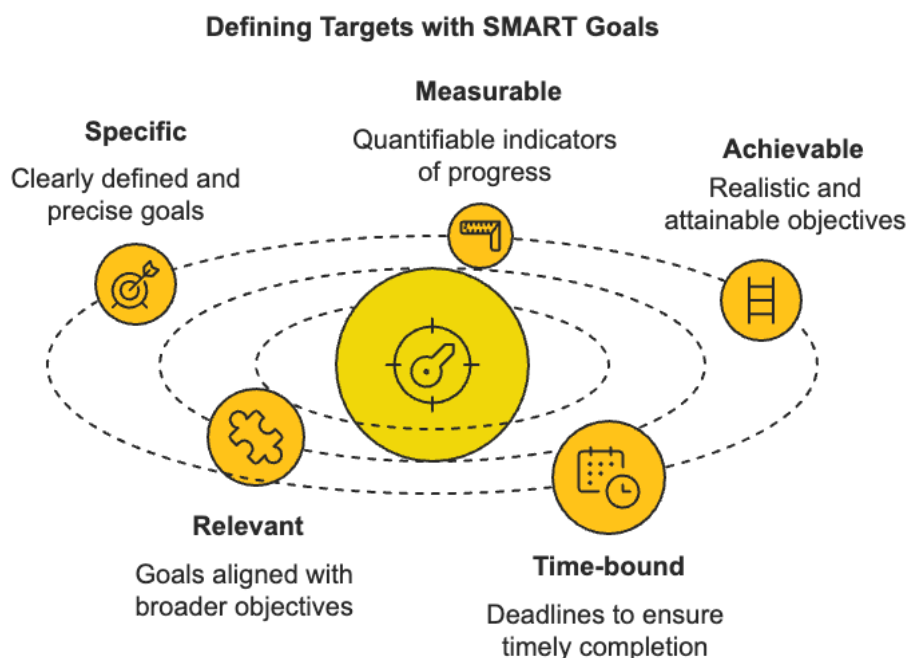 Defining Targets with SMART Goals
Specific
Clearly defined and
precise goals
Measurable
Quantifiable indicators
of progress
Achievable
Realistic and
attainable objectives
Relevant
Goals aligned with
broader objectives
Time-bound
Deadlines to ensure
timely completion